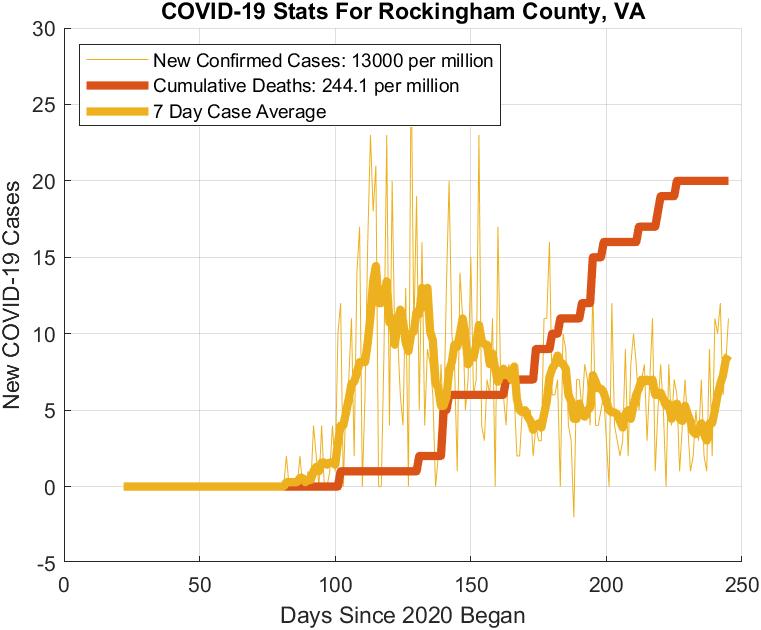 COVID-19 Stats For Rockingham County, VA
30
New Confirmed Cases: 13000 per million
Cumulative Deaths: 244.1 per million
7 Day Case Average
25
20
15
10
5
0
-5
New COVID-19 Cases
0 50 100 150 200 250
Days Since 2020 Began